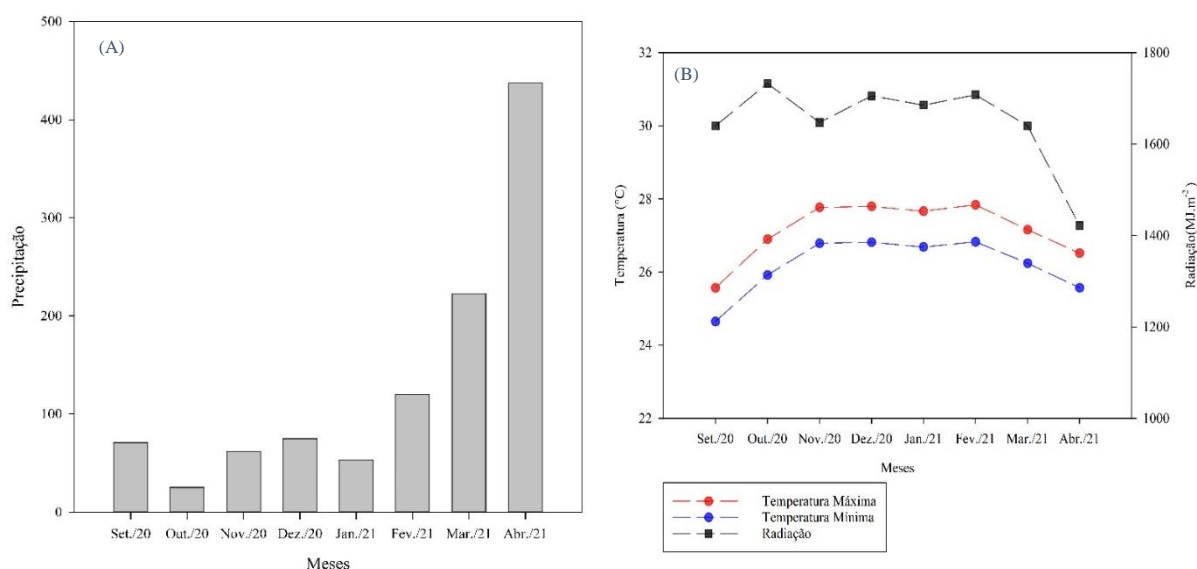 (A)
500
400
300
200
100
0
Precipitação
Set./20 Out./20 Nov./20 Dez./20 Jan./21 Fev./21 Mar./21 Abr./21
Meses
(B)
32
30
28
26
24
22
Temperatura (°C)
1800
1600
1400
1200
1000
Radiação(MJ.m⁻²)
Set./20 Out./20 Nov./20 Dez./20 Jan./21 Fev./21 Mar./21 Abr./21
Meses
Temperatura Máxima
Temperatura Mínima
Radiação